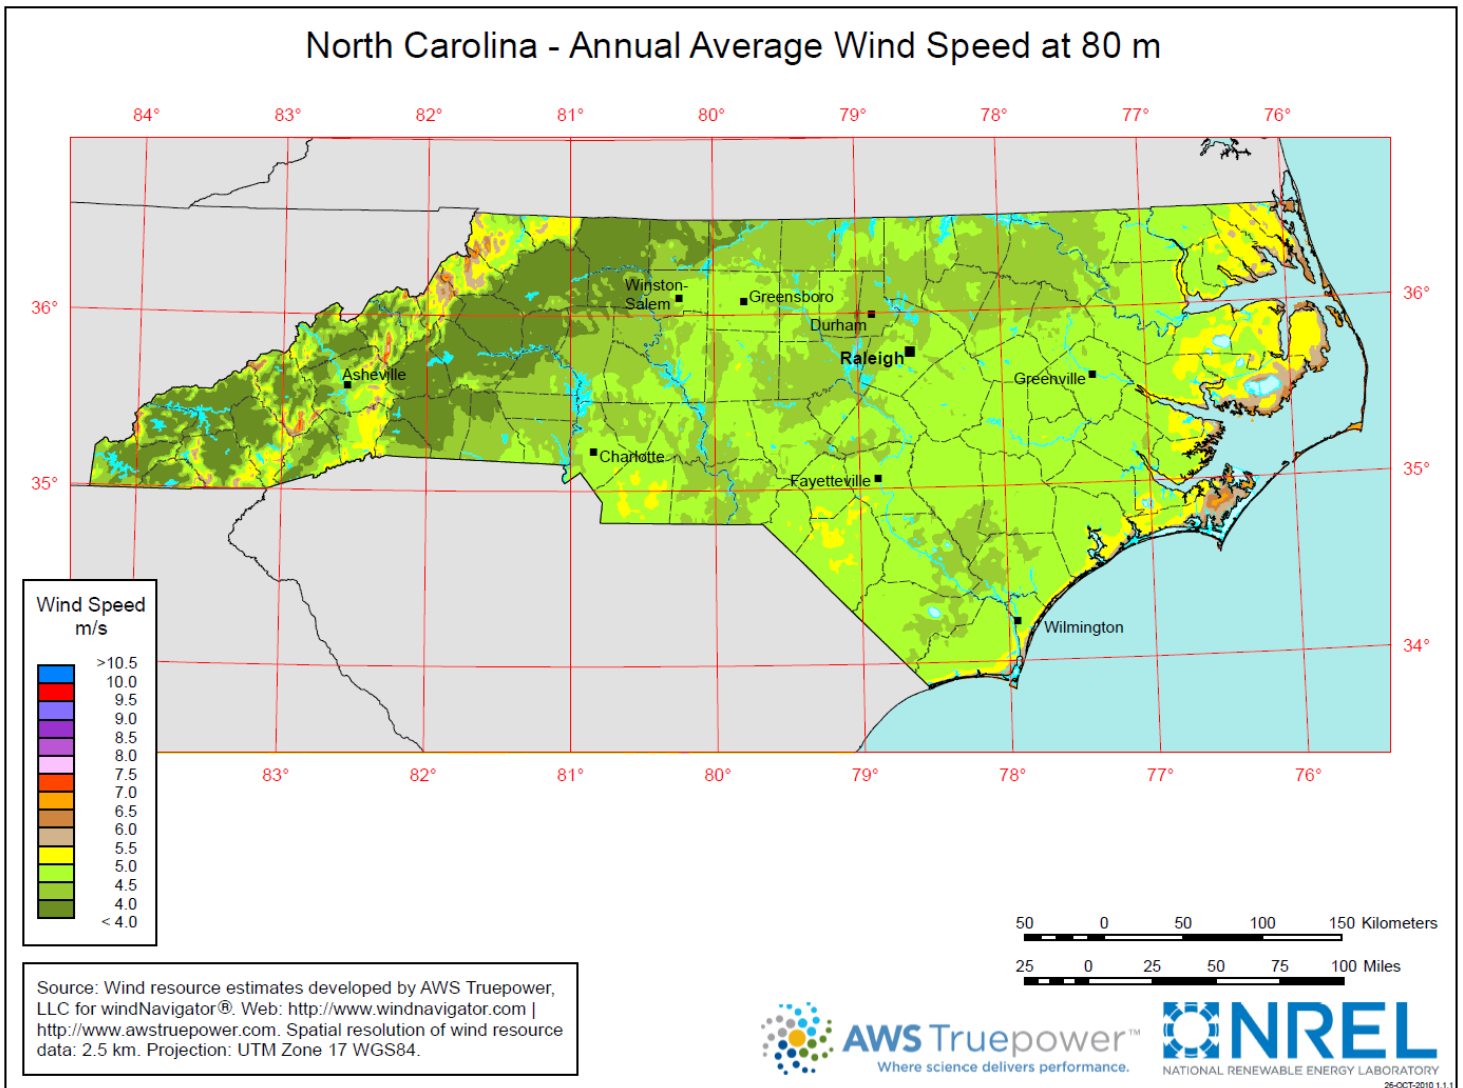 North Carolina - Annual Average Wind Speed at 80 m
84° 83° 82° 81° 80° 79° 78° 77° 76°
36° 36°
Winston-
Salem
Greensboro
Durham
Raleigh
Greenville
Asheville
Charlotte
Fayetteville
35° 35°
Wilmington
34°
83° 82° 81° 80° 79° 78° 77° 76°
Wind Speed
m/s
>10.5
10.0
9.5
9.0
8.5
8.0
7.5
7.0
6.5
6.0
5.5
5.0
4.5
4.0
< 4.0
50 0 50 100 150 Kilometers
25 0 25 50 75 100 Miles
Source: Wind resource estimates developed by AWS Truepower,
LLC for windNavigator®. Web: http://www.windnavigator.com |
http://www.awstruepower.com. Spatial resolution of wind resource
data: 2.5 km. Projection: UTM Zone 17 WGS84.
AWS Truepower™
Where science delivers performance.
NREL
NATIONAL RENEWABLE ENERGY LABORATORY
26-OCT-2010 1.1.1